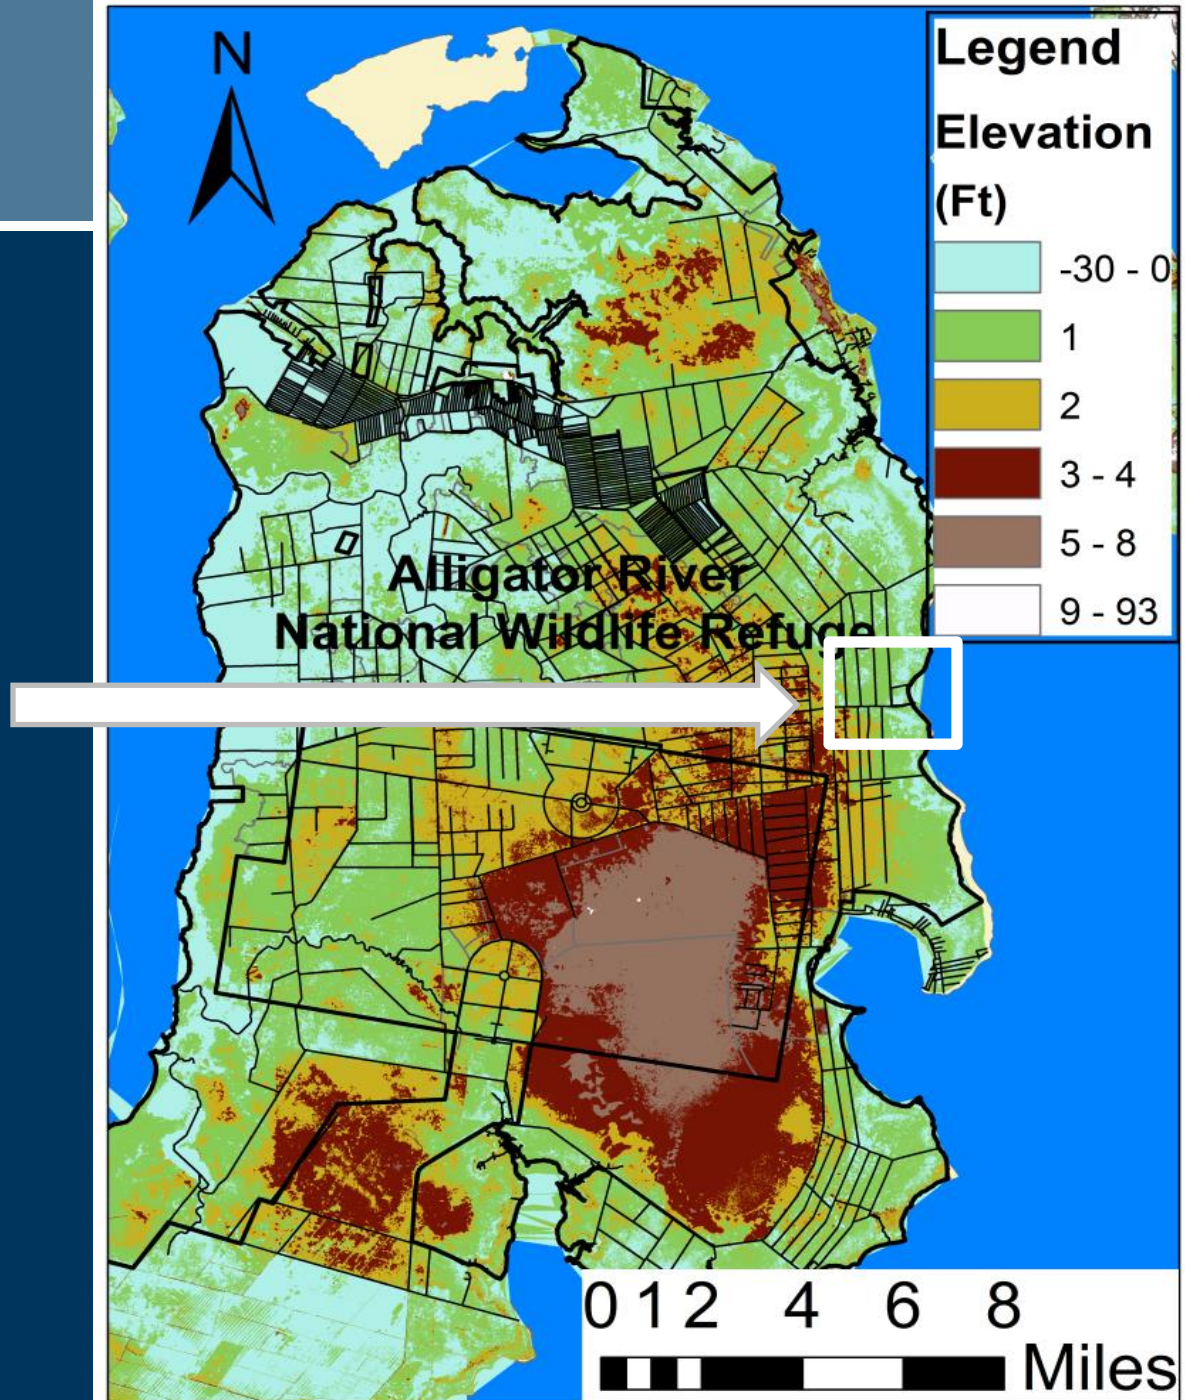 N
Legend
Elevation
(Ft)
-30 - 0
1
2
3 - 4
5 - 8
9 - 93
Alligator River
National Wildlife Refuge
0 1 2 4 6 8
Miles